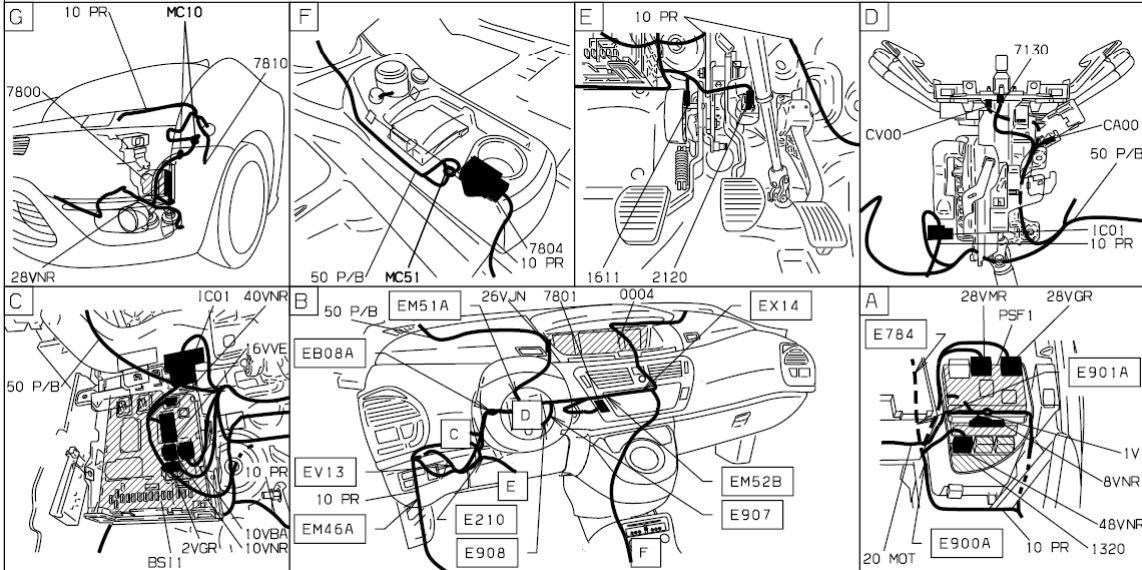 G
10 PR
MC10
7810
7800
28VNR
F
50 P/B
MC51
7804
10 PR
E
10 PR
1611
2120
D
7130
CV00
CA00
50 P/B
IC01
10 PR
C
IC01
40VNR
16VVE
50 P/B
10 PR
10VBA
10VNR
2VGR
BSI1
B
50 P/B
EM51A
26VJN
7801
0004
EX14
EB08A
D
C
E
EV13
10 PR
EM46A
E210
E908
EM52B
E907
F
A
28VMR
28VGR
PSF1
E784
E901A
1V
8VNR
48VNR
1320
10 PR
E900A
20 MOT